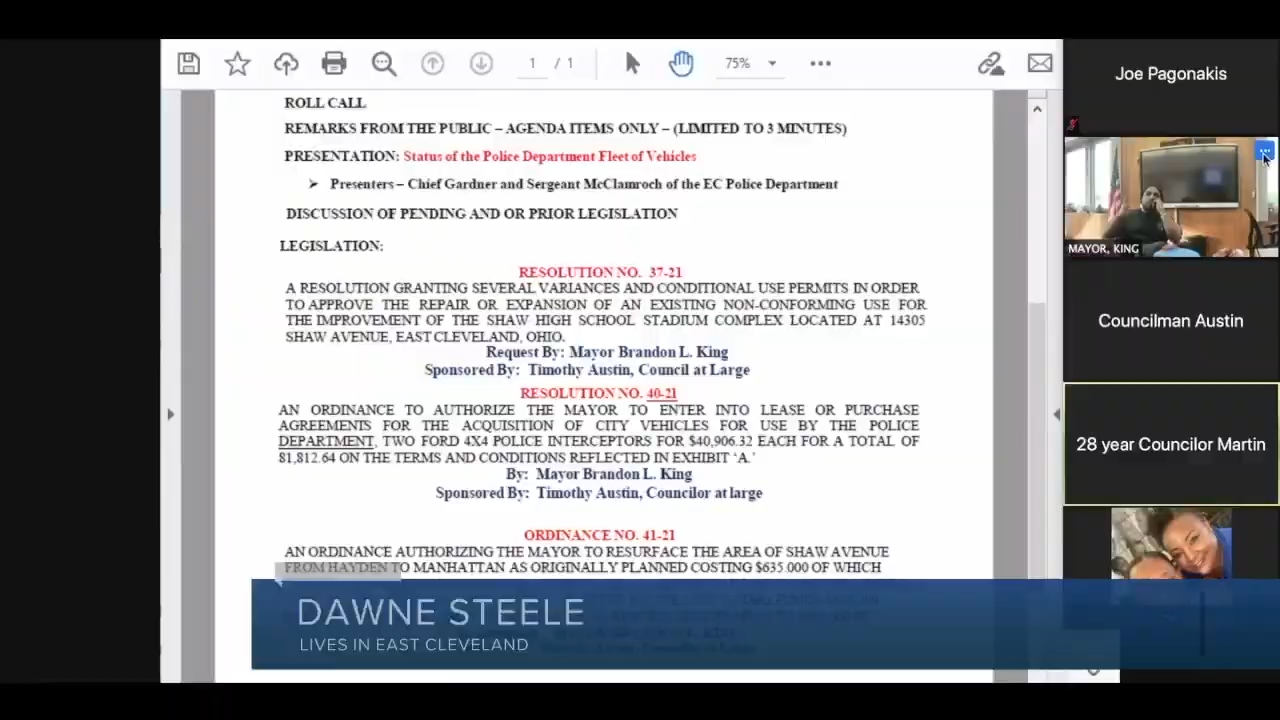 1 / 1
75%
ROLL CALL
REMARKS FROM THE PUBLIC – AGENDA ITEMS ONLY – (LIMITED TO 3 MINUTES)
PRESENTATION: Status of the Police Department Fleet of Vehicles
➤ Presenters – Chief Gardner and Sergeant McClamroch of the EC Police Department
DISCUSSION OF PENDING AND OR PRIOR LEGISLATION
LEGISLATION:
RESOLUTION NO. 37-21
A RESOLUTION GRANTING SEVERAL VARIANCES AND CONDITIONAL USE PERMITS IN ORDER
TO APPROVE THE REPAIR OR EXPANSION OF AN EXISTING NON-CONFORMING USE FOR
THE IMPROVEMENT OF THE SHAW HIGH SCHOOL STADIUM COMPLEX LOCATED AT 14305
SHAW AVENUE, EAST CLEVELAND, OHIO.
Request By: Mayor Brandon L. King
Sponsored By: Timothy Austin, Council at Large
RESOLUTION NO. 40-21
AN ORDINANCE TO AUTHORIZE THE MAYOR TO ENTER INTO LEASE OR PURCHASE
AGREEMENTS FOR THE ACQUISITION OF CITY VEHICLES FOR USE BY THE POLICE
DEPARTMENT, TWO FORD 4X4 POLICE INTERCEPTORS FOR $40,906.32 EACH FOR A TOTAL OF
81,812.64 ON THE TERMS AND CONDITIONS REFLECTED IN EXHIBIT ‘A.’
By: Mayor Brandon L. King
Sponsored By: Timothy Austin, Councilor at large
ORDINANCE NO. 41-21
AN ORDINANCE AUTHORIZING THE MAYOR TO RESURFACE THE AREA OF SHAW AVENUE
FROM HAYDEN TO MANHATTAN AS ORIGINALLY PLANNED COSTING $635.000 OF WHICH
DAWNE STEELE
LIVES IN EAST CLEVELAND
Joe Pagonakis
MAYOR, KING
Councilman Austin
28 year Councilor Martin